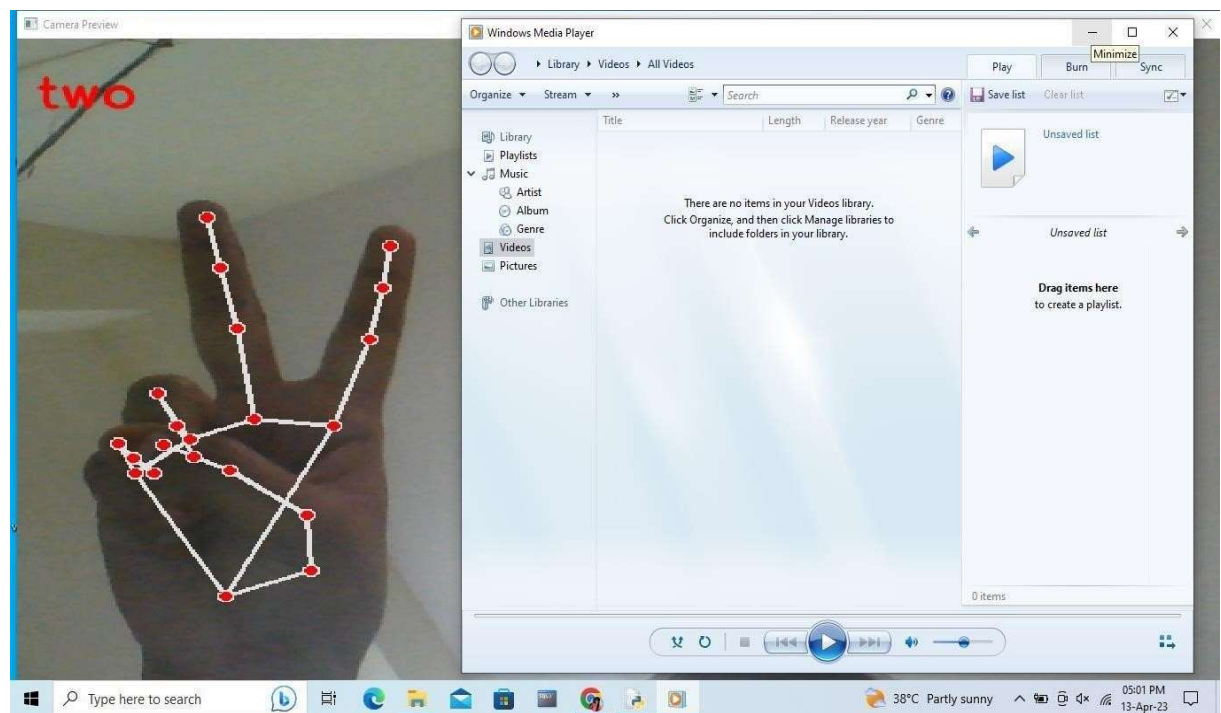 Camera Preview
two
Windows Media Player
Minimize
Library Videos All Videos
Play Burn Sync
Organize Stream » Search Save list Clear list
Title Length Release year Genre
Library
Playlists
Music
Artist
Album
Genre
Videos
Pictures
Other Libraries
There are no items in your Videos library.
Click Organize, and then click Manage libraries to
include folders in your library.
Unsaved list
Unsaved list
Drag items here
to create a playlist.
0 items
Type here to search
38°C Partly sunny
05:01 PM
13-Apr-23